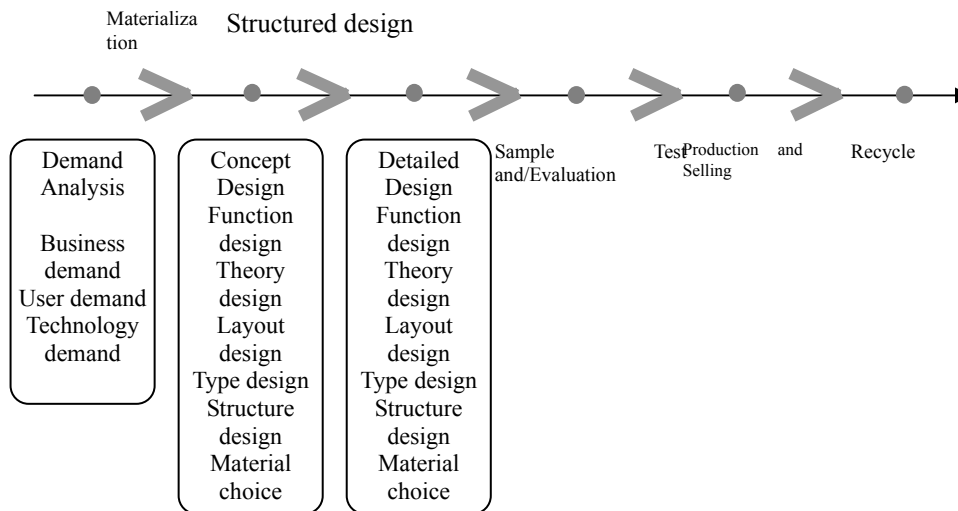 Materializa
tion
Structured design
Demand
Analysis
Business
demand
User demand
Technology
demand
Concept
Design
Function
design
Theory
design
Layout
design
Type design
Structure
design
Material
choice
Detailed
Design
Function
design
Theory
design
Layout
design
Type design
Structure
design
Material
choice
Sample Test
and/Evaluation
Production and
Selling
Recycle